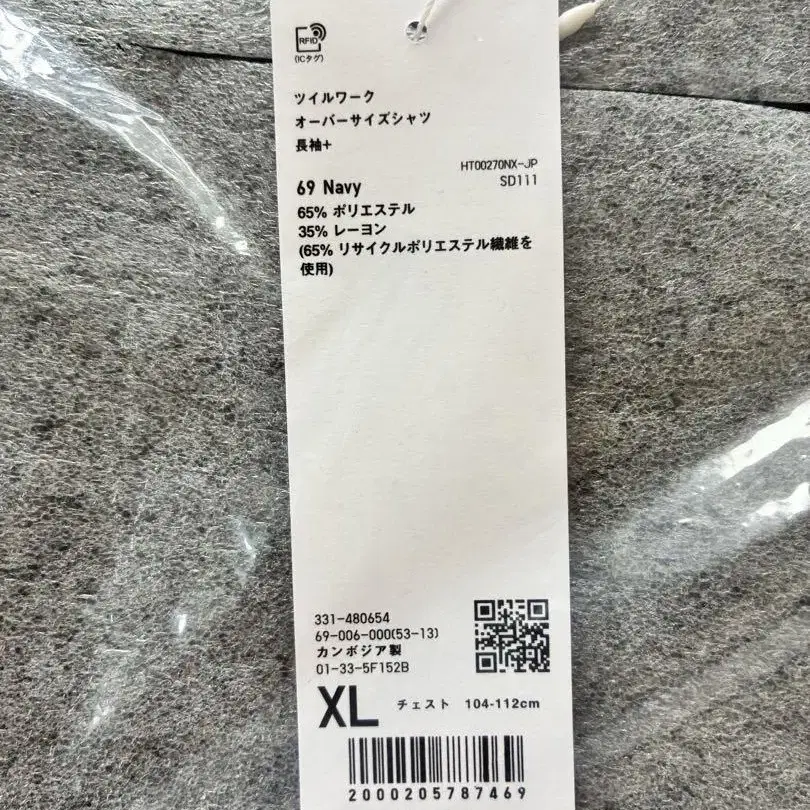 RFID
(ICタグ)
ツイルワーク
オーバーサイズシャツ
長袖+
HT00270NX-JP
SD111
69 Navy
65% ポリエステル
35% レーヨン
(65% リサイクルポリエステル繊維を
使用)
331-480654
69-006-000(53-13)
カンボジア製
01-33-5F152B
XL チェスト 104-112cm
2000205787469